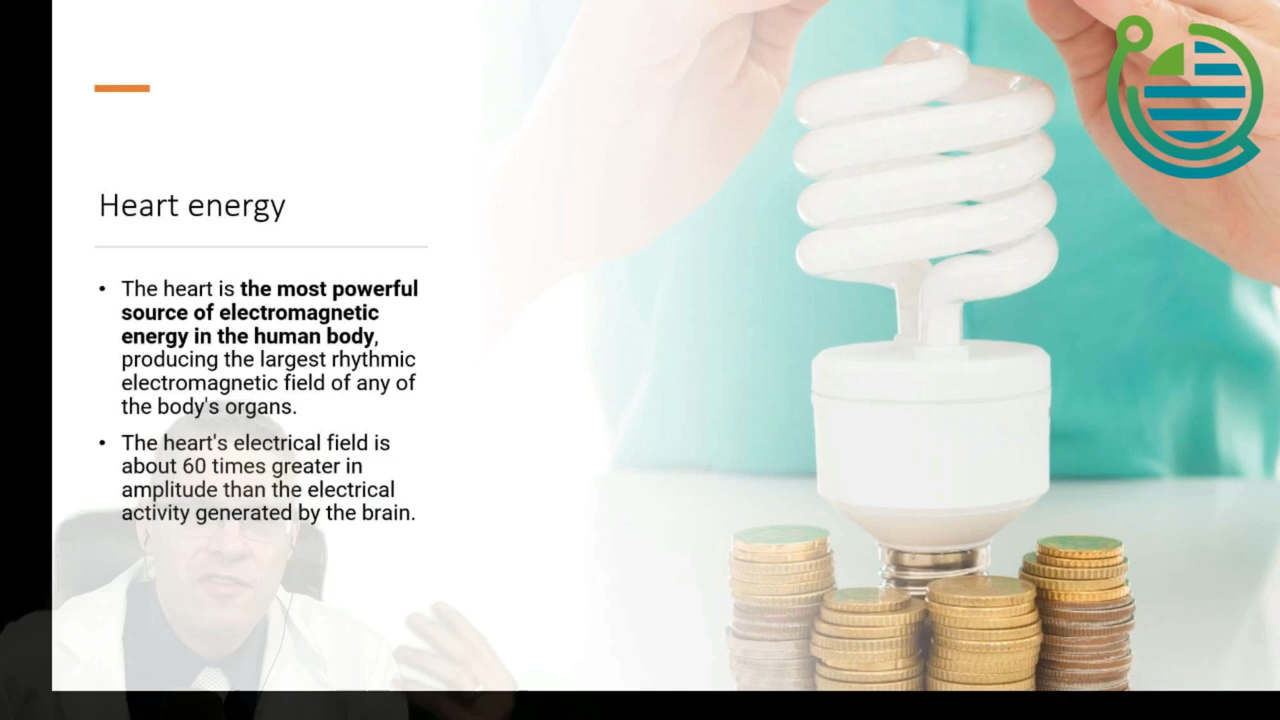 Heart energy
• The heart is the most powerful
source of electromagnetic
energy in the human body,
producing the largest rhythmic
electromagnetic field of any of
the body's organs.
• The heart's electrical field is
about 60 times greater in
amplitude than the electrical
activity generated by the brain.